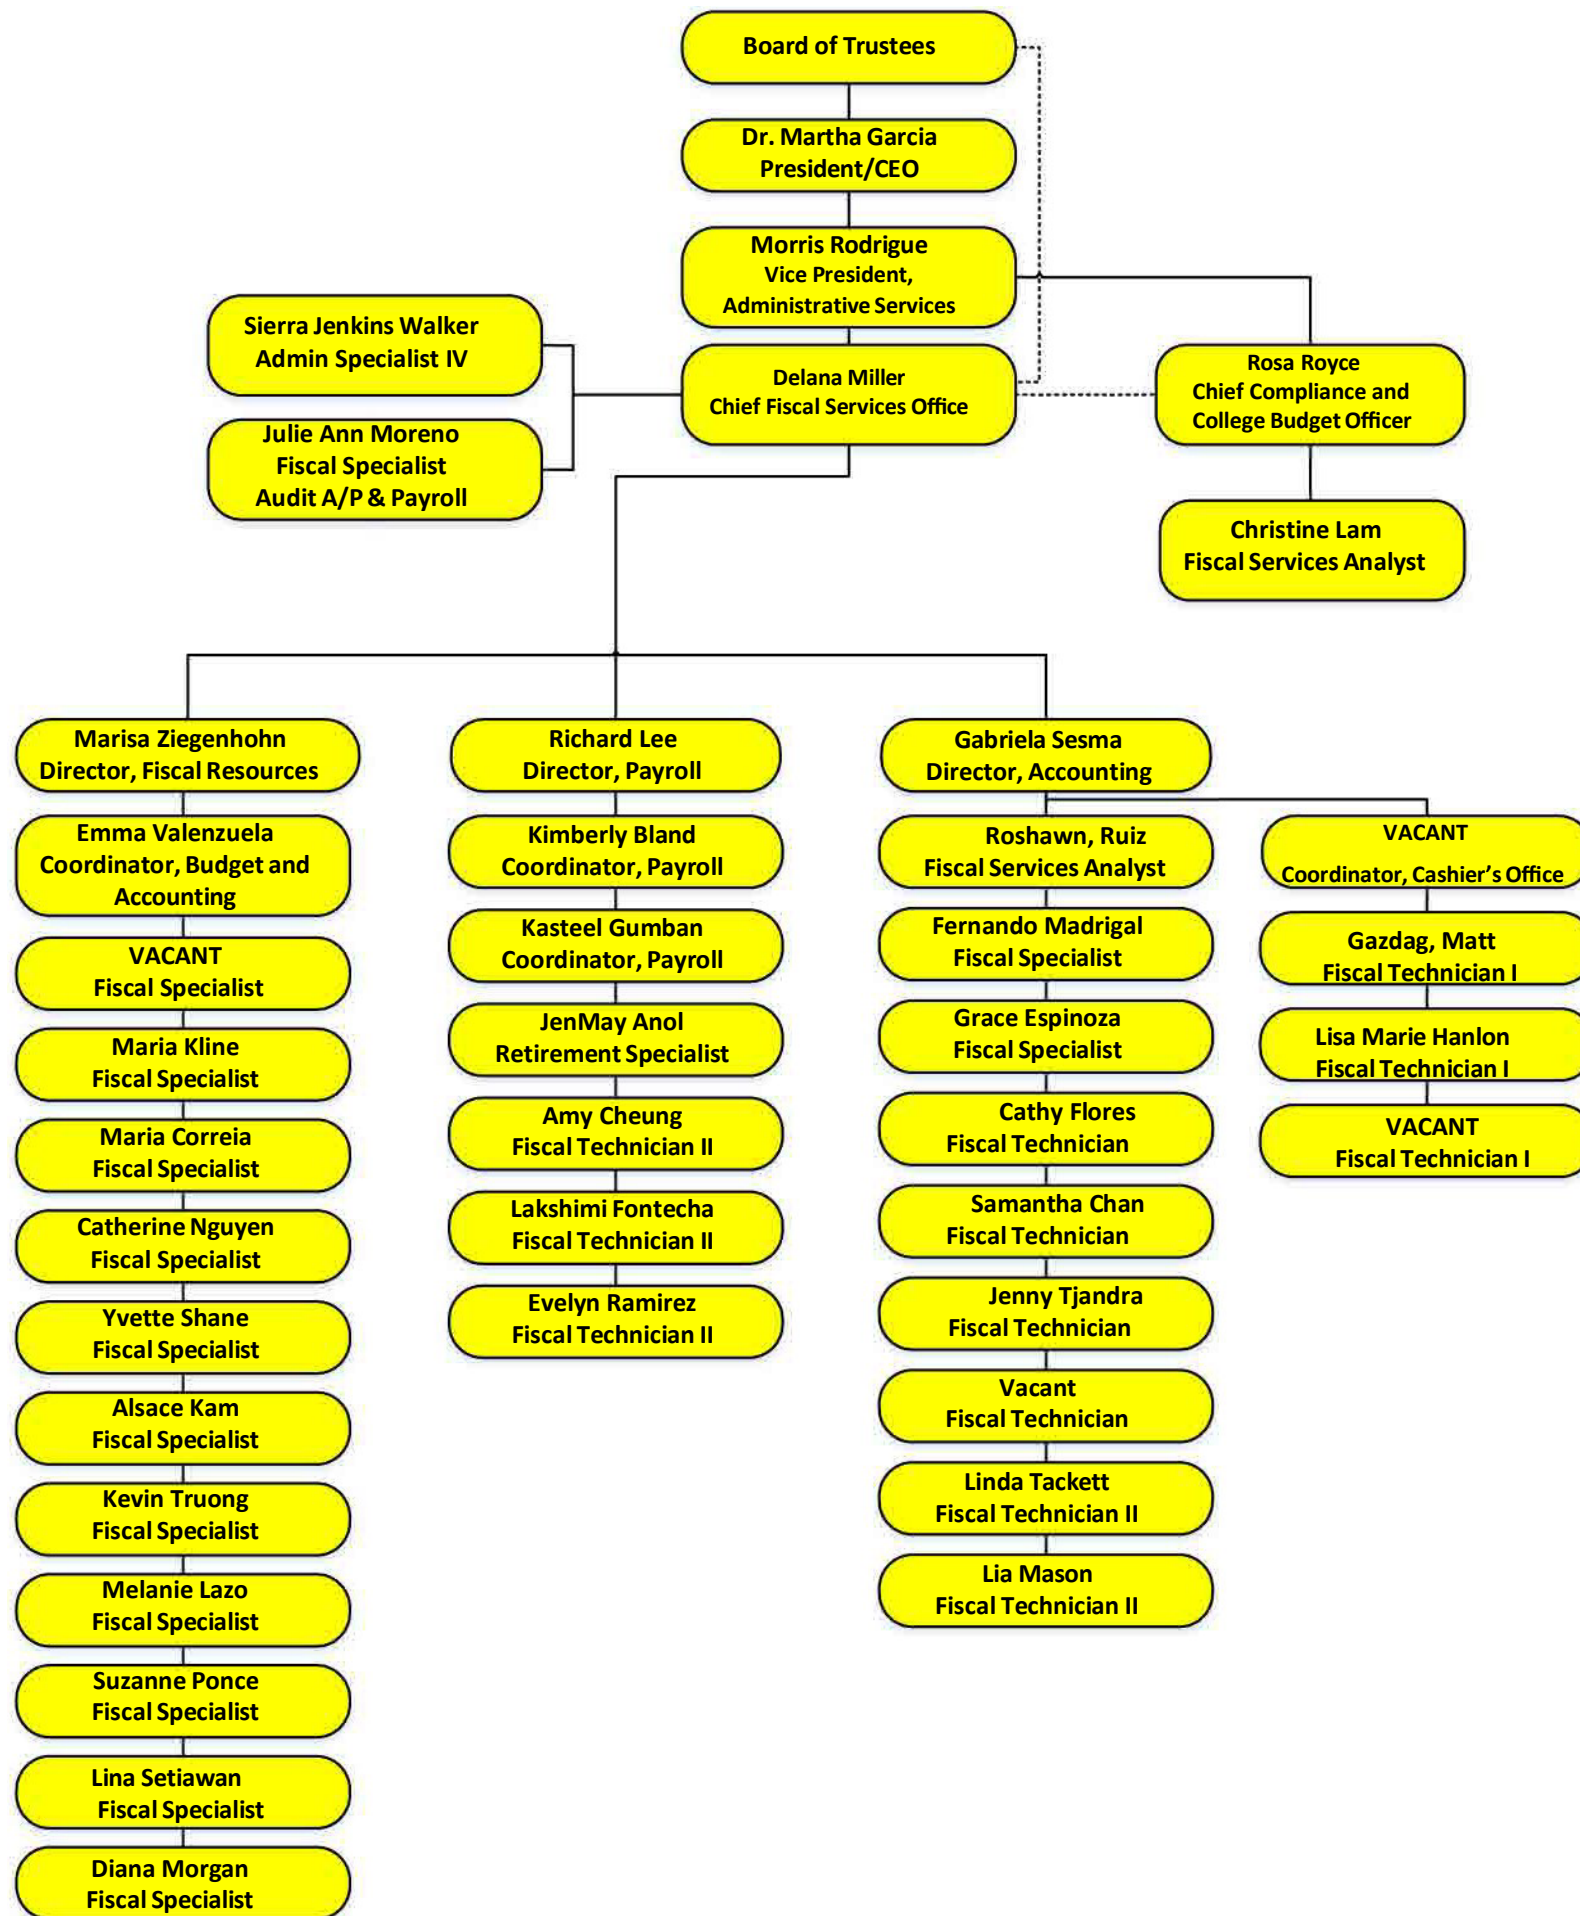 Board of Trustees
Dr. Martha Garcia
President/CEO
Morris Rodrigue
Vice President,
Administrative Services
Sierra Jenkins Walker
Admin Specialist IV
Delana Miller
Chief Fiscal Services Office
Rosa Royce
Chief Compliance and
College Budget Officer
Julie Ann Moreno
Fiscal Specialist
Audit A/P & Payroll
Christine Lam
Fiscal Services Analyst
Marisa Ziegenhohn
Director, Fiscal Resources
Emma Valenzuela
Coordinator, Budget and
Accounting
VACANT
Fiscal Specialist
Maria Kline
Fiscal Specialist
Maria Correia
Fiscal Specialist
Catherine Nguyen
Fiscal Specialist
Yvette Shane
Fiscal Specialist
Alsace Kam
Fiscal Specialist
Kevin Truong
Fiscal Specialist
Melanie Lazo
Fiscal Specialist
Suzanne Ponce
Fiscal Specialist
Lina Setiawan
Fiscal Specialist
Diana Morgan
Fiscal Specialist
Richard Lee
Director, Payroll
Kimberly Bland
Coordinator, Payroll
Kasteel Gumban
Coordinator, Payroll
JenMay Anol
Retirement Specialist
Amy Cheung
Fiscal Technician II
Lakshimi Fontecha
Fiscal Technician II
Evelyn Ramirez
Fiscal Technician II
Gabriela Sesma
Director, Accounting
Roshawn, Ruiz
Fiscal Services Analyst
Fernando Madrigal
Fiscal Specialist
Grace Espinoza
Fiscal Specialist
Cathy Flores
Fiscal Technician
Samantha Chan
Fiscal Technician
Jenny Tjandra
Fiscal Technician
Vacant
Fiscal Technician
Linda Tackett
Fiscal Technician II
Lia Mason
Fiscal Technician II
VACANT
Coordinator, Cashier’s Office
Gazdag, Matt
Fiscal Technician I
Lisa Marie Hanlon
Fiscal Technician I
VACANT
Fiscal Technician I